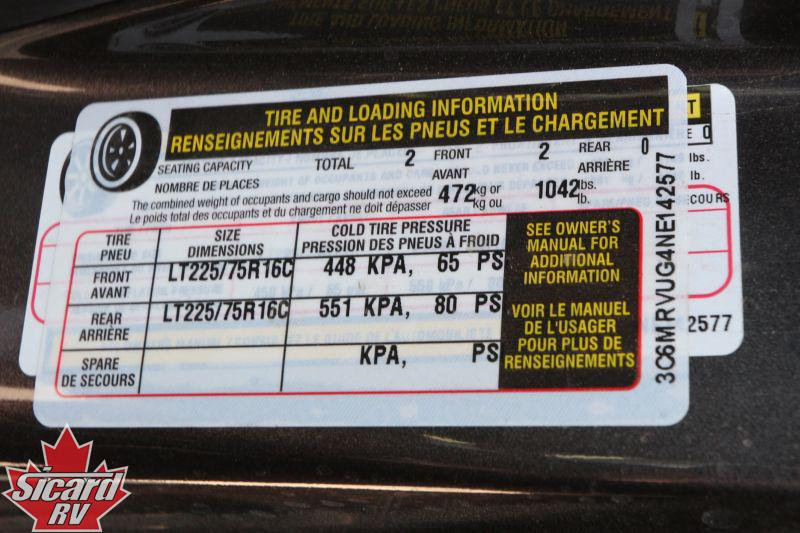 TIRE AND LOADING INFORMATION
RENSEIGNEMENTS SUR LES PNEUS ET LE CHARGEMENT
SEATING CAPACITY TOTAL 2 FRONT 2 REAR 0
NOMBRE DE PLACES AVANT ARRIÈRE
The combined weight of occupants and cargo should not exceed 472 kg or 1042 lbs.
Le poids total des occupants et du chargement ne doit dépasser kg ou lb.
TIRE SIZE COLD TIRE PRESSURE
PNEU DIMENSIONS PRESSION DES PNEUS À FROID
FRONT LT225/75R16C 448 KPA, 65 PS
AVANT
REAR LT225/75R16C 551 KPA, 80 PS
ARRIÈRE
SPARE KPA, PS
DE SECOURS
SEE OWNER'S
MANUAL FOR
ADDITIONAL
INFORMATION
VOIR LE MANUEL
DE L'USAGER
POUR PLUS DE
RENSEIGNEMENTS
3C6MRVUG4NE142577
T
E 0
lbs.
lb.
COURS
2577
Sicard
RV